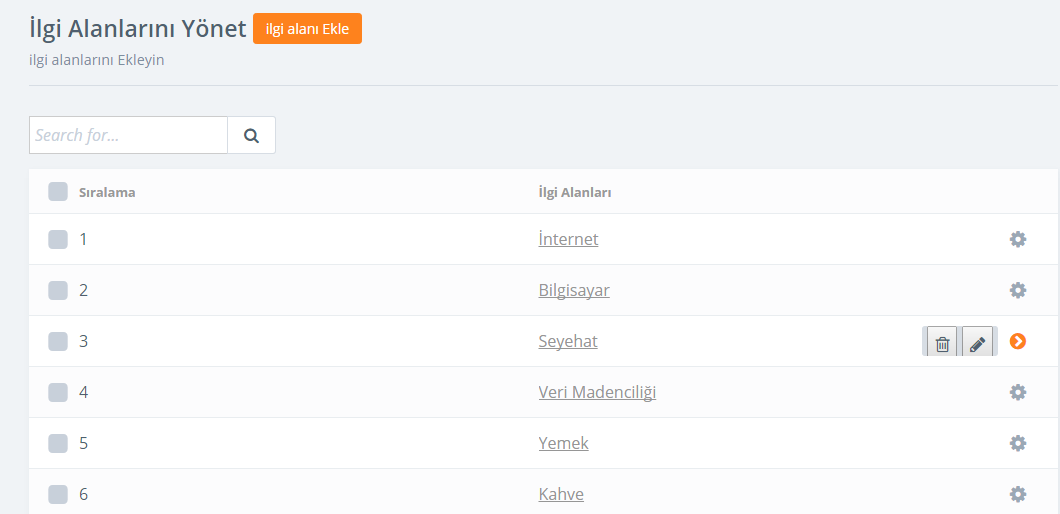 İlgi Alanlarını Yönet ilgi alanı Ekle
ilgi alanlarını Ekleyin
Search for...
Sıralama İlgi Alanları
1 İnternet
2 Bilgisayar
3 Seyehat
4 Veri Madenciliği
5 Yemek
6 Kahve